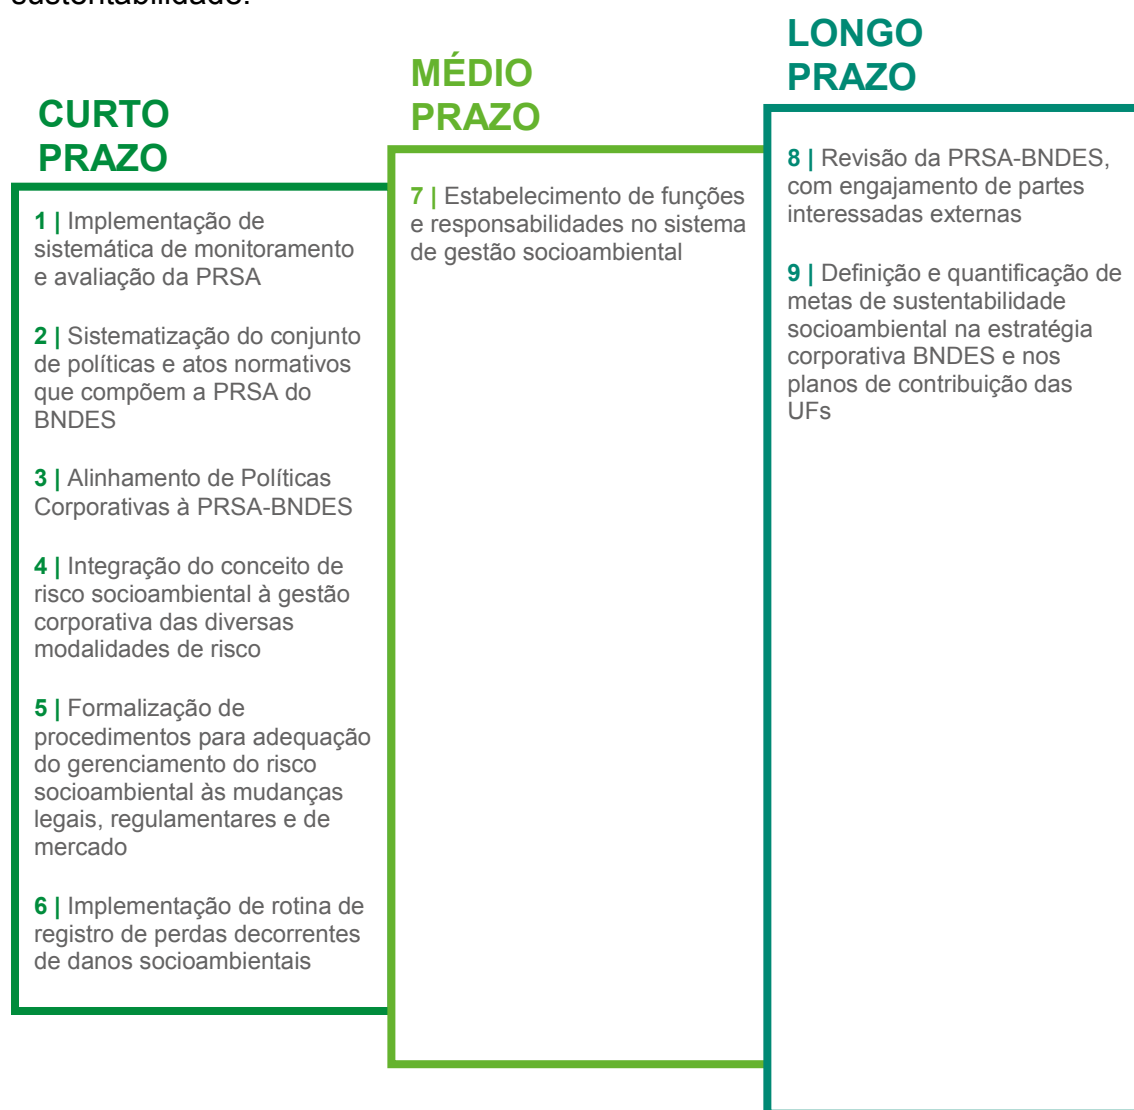 sustentabilidade.
CURTO
PRAZO
1 | Implementação de
sistemática de monitoramento
e avaliação da PRSA
2 | Sistematização do conjunto
de políticas e atos normativos
que compõem a PRSA do
BNDES
3 | Alinhamento de Políticas
Corporativas à PRSA-BNDES
4 | Integração do conceito de
risco socioambiental à gestão
corporativa das diversas
modalidades de risco
5 | Formalização de
procedimentos para adequação
do gerenciamento do risco
socioambiental às mudanças
legais, regulamentares e de
mercado
6 | Implementação de rotina de
registro de perdas decorrentes
de danos socioambientais
MÉDIO
PRAZO
7 | Estabelecimento de funções
e responsabilidades no sistema
de gestão socioambiental
LONGO
PRAZO
8 | Revisão da PRSA-BNDES,
com engajamento de partes
interessadas externas
9 | Definição e quantificação de
metas de sustentabilidade
socioambiental na estratégia
corporativa BNDES e nos
planos de contribuição das
UFs